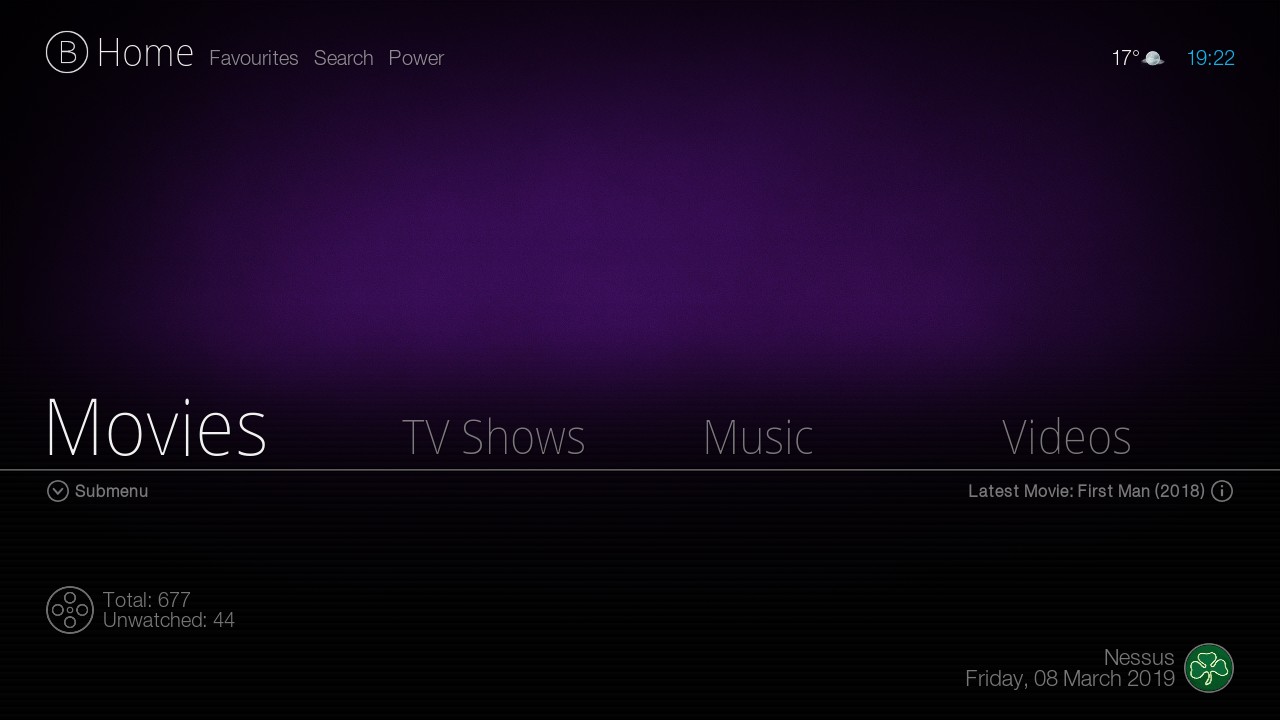 B Home Favourites Search Power 17° 19:22
Movies TV Shows Music Videos
Submenu Latest Movie: First Man (2018) i
Total: 677
Unwatched: 44
Nessus
Friday, 08 March 2019